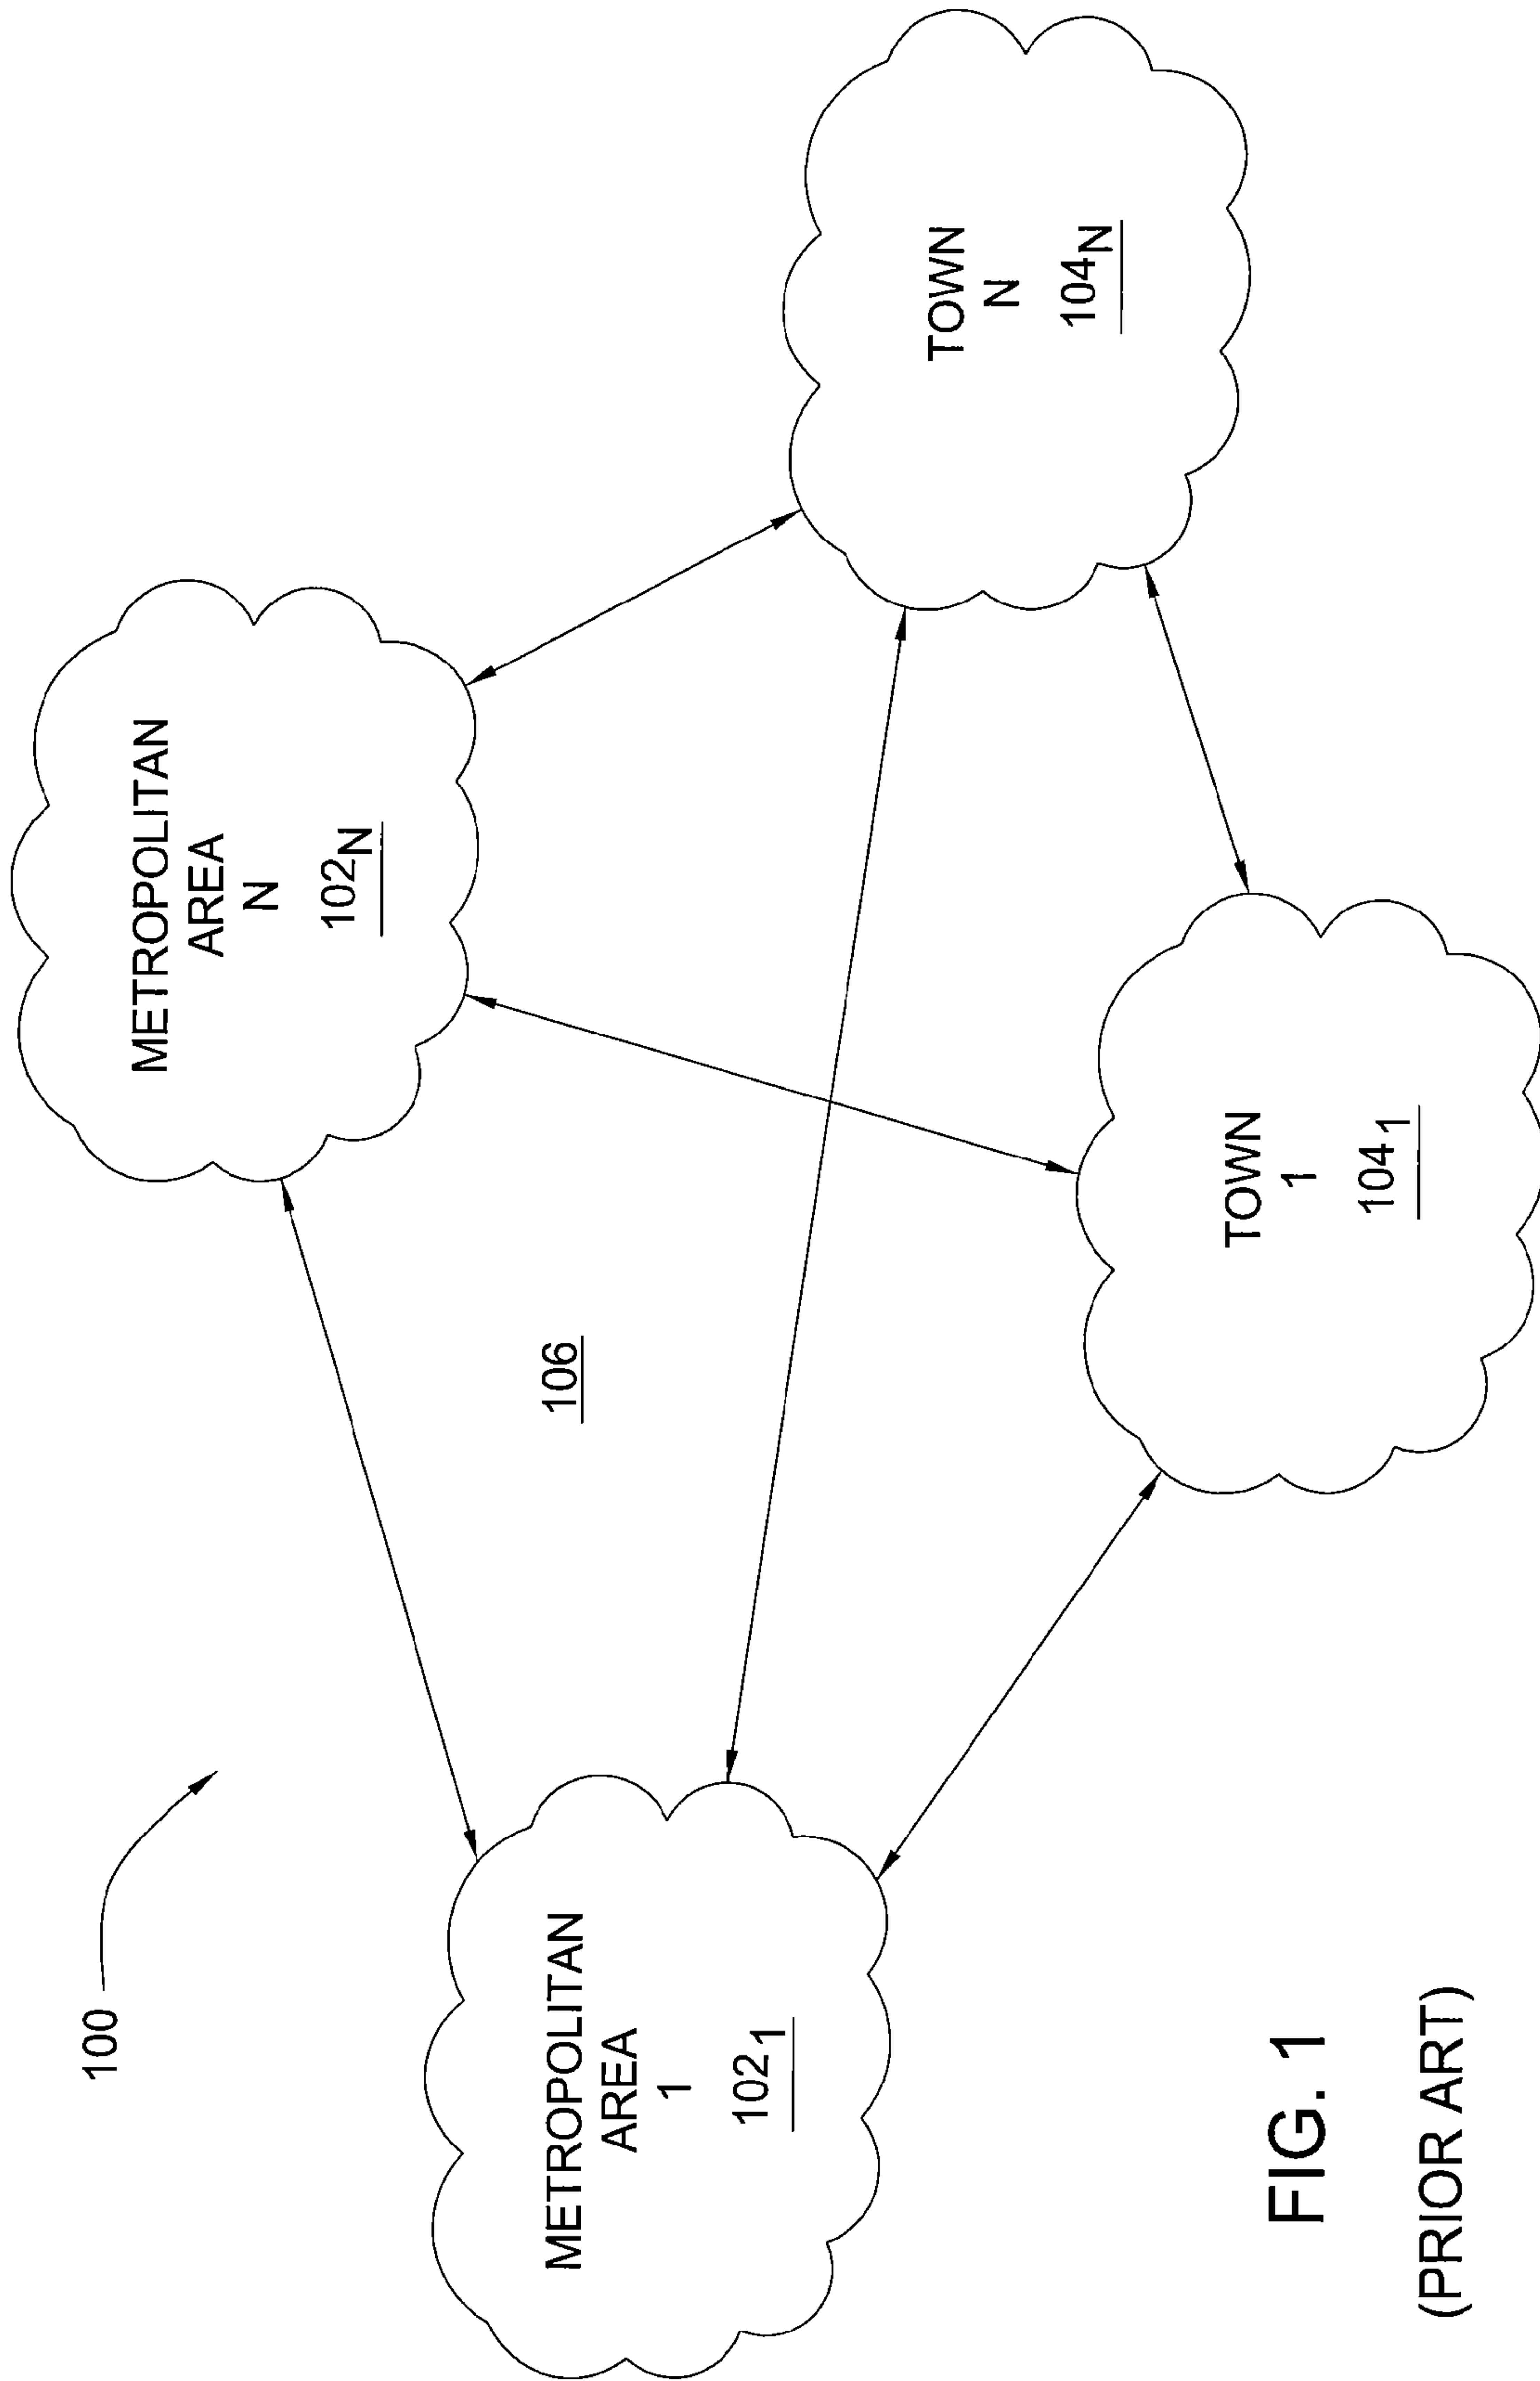 100
METROPOLITAN
AREA
N
102N
METROPOLITAN
AREA
1
1021
106
TOWN
N
104N
TOWN
1
1041
FIG. 1
(PRIOR ART)